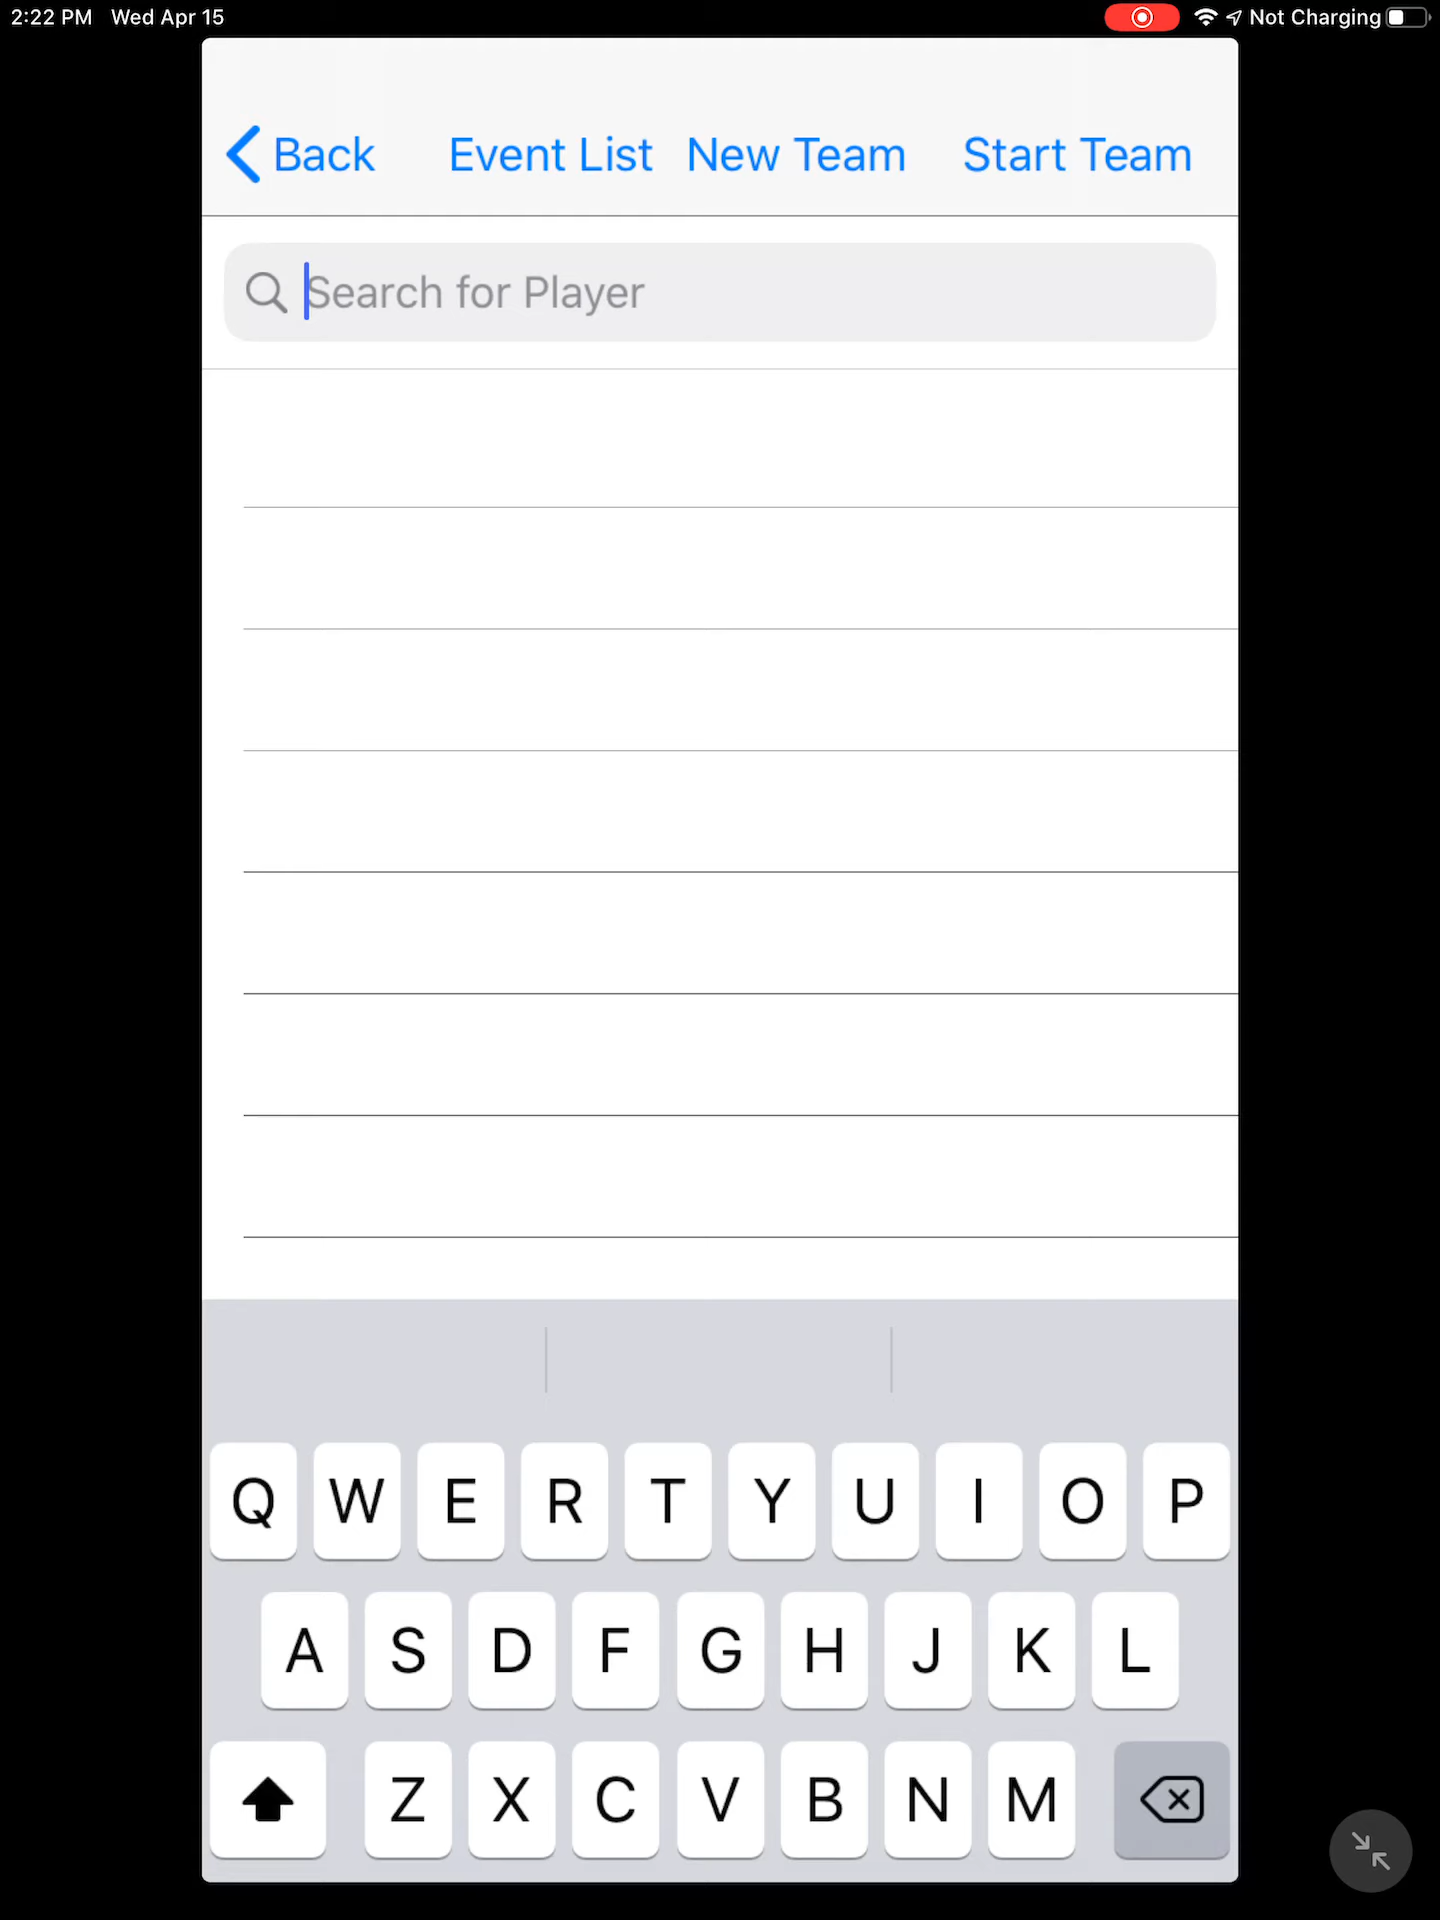 2:22 PM Wed Apr 15 Not Charging
Back Event List New Team Start Team
Search for Player
Q W E R T Y U I O P
A S D F G H J K L
Z X C V B N M